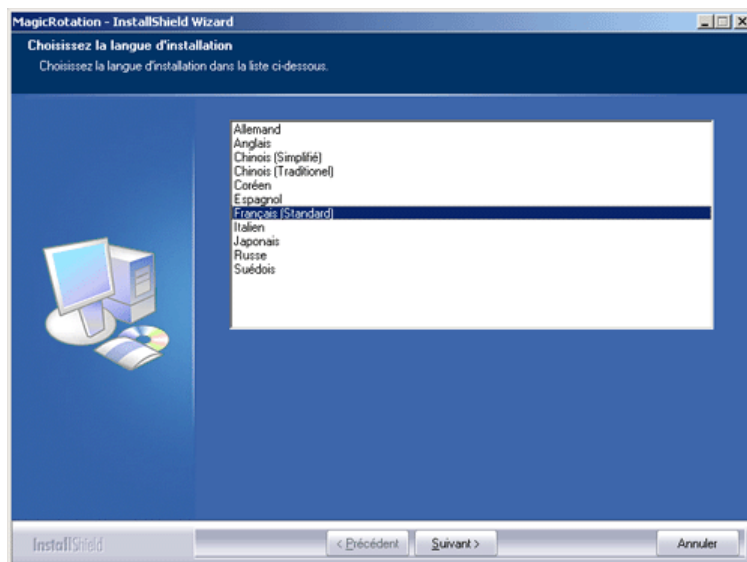 MagicRotation - InstallShield Wizard
Choisissez la langue d'installation
Choisissez la langue d'installation dans la liste ci-dessous.
Allemand
Anglais
Chinois (Simplifié)
Chinois (Traditionel)
Coréen
Espagnol
Français (Standard)
Italien
Japonais
Russe
Suédois
InstallShield
< Précédent
Suivant >
Annuler